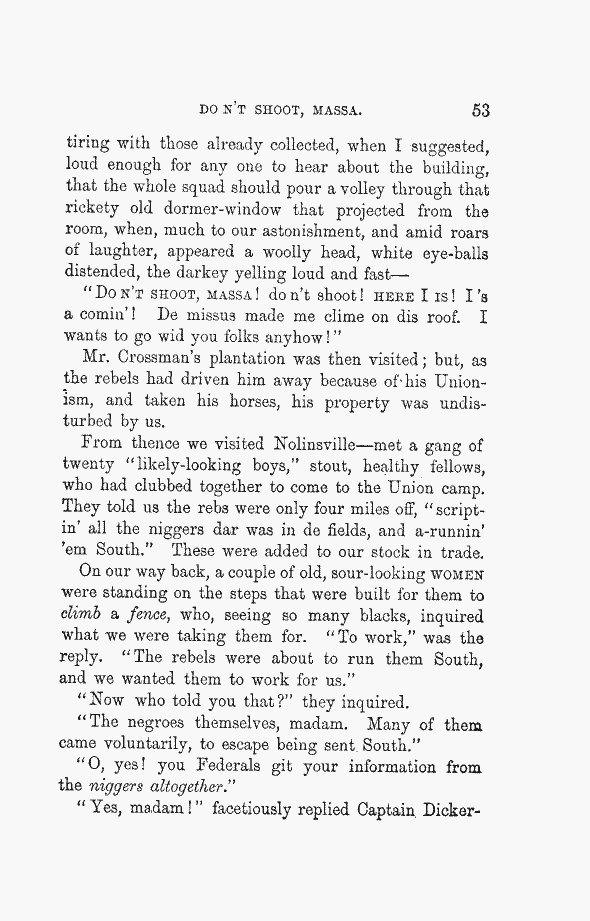 DO N'T SHOOT, MASSA. 53
tiring with those already collected, when I suggested,
loud enough for any one to hear about the building,
that the whole squad should pour a volley through that
rickety old dormer-window that projected from the
room, when, much to our astonishment, and amid roars
of laughter, appeared a woolly head, white eye-balls
distended, the darkey yelling loud and fast—
"DO N'T SHOOT, MASSA! do n't shoot! HERE I IS! I 's
a comin'! De missus made me clime on dis roof. I
wants to go wid you folks anyhow!"
Mr. Crossman's plantation was then visited; but, as
the rebels had driven him away because of his Union-
ism, and taken his horses, his property was undis-
turbed by us.
From thence we visited Nolinsville—met a gang of
twenty "likely-looking boys," stout, healthy fellows,
who had clubbed together to come to the Union camp.
They told us the rebs were only four miles off, "script-
in' all the niggers dar was in de fields, and a-runnin'
'em South." These were added to our stock in trade.
On our way back, a couple of old, sour-looking WOMEN
were standing on the steps that were built for them to
climb a fence, who, seeing so many blacks, inquired
what we were taking them for. "To work," was the
reply. "The rebels were about to run them South,
and we wanted them to work for us."
"Now who told you that?" they inquired.
"The negroes themselves, madam. Many of them
came voluntarily, to escape being sent South."
"O, yes! you Federals git your information from
the niggers altogether."
"Yes, madam!" facetiously replied Captain Dicker-